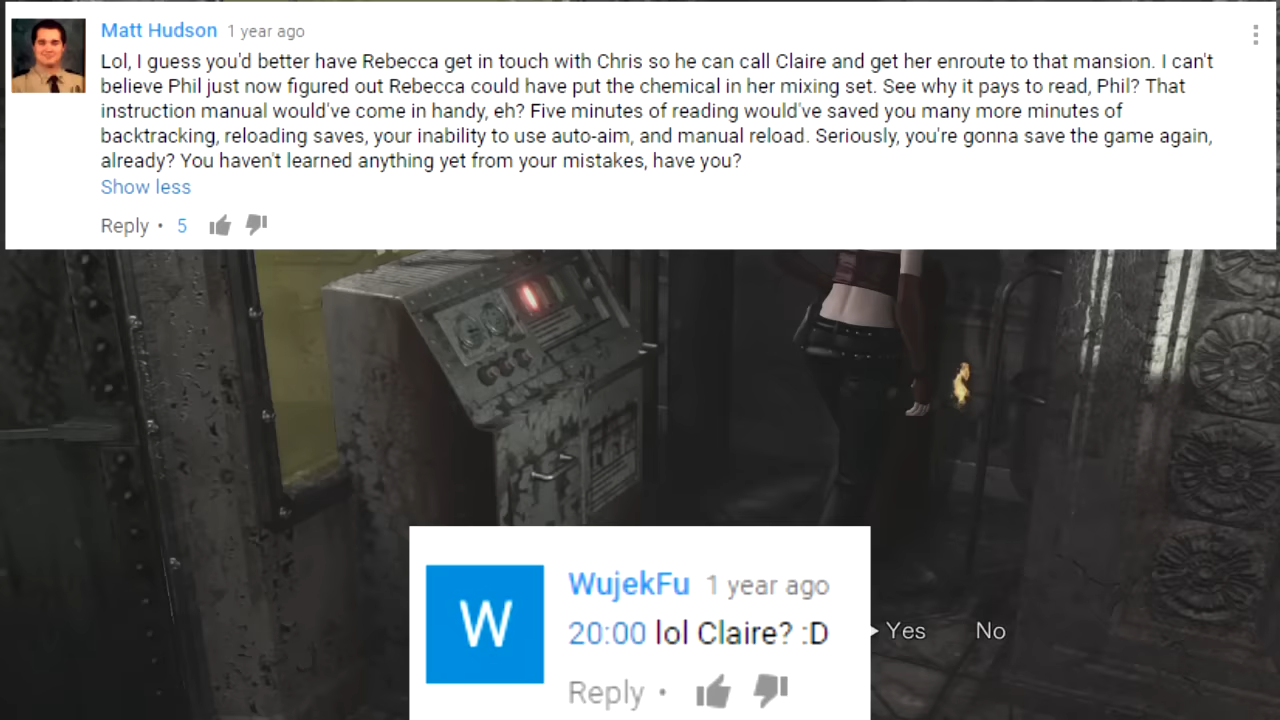 Matt Hudson 1 year ago
Lol, I guess you'd better have Rebecca get in touch with Chris so he can call Claire and get her enroute to that mansion. I can't
believe Phil just now figured out Rebecca could have put the chemical in her mixing set. See why it pays to read, Phil? That
instruction manual would've come in handy, eh? Five minutes of reading would've saved you many more minutes of
backtracking, reloading saves, your inability to use auto-aim, and manual reload. Seriously, you're gonna save the game again,
already? You haven't learned anything yet from your mistakes, have you?
Show less
Reply • 5
W
WujekFu 1 year ago
20:00 lol Claire? :D
Yes No
Reply •